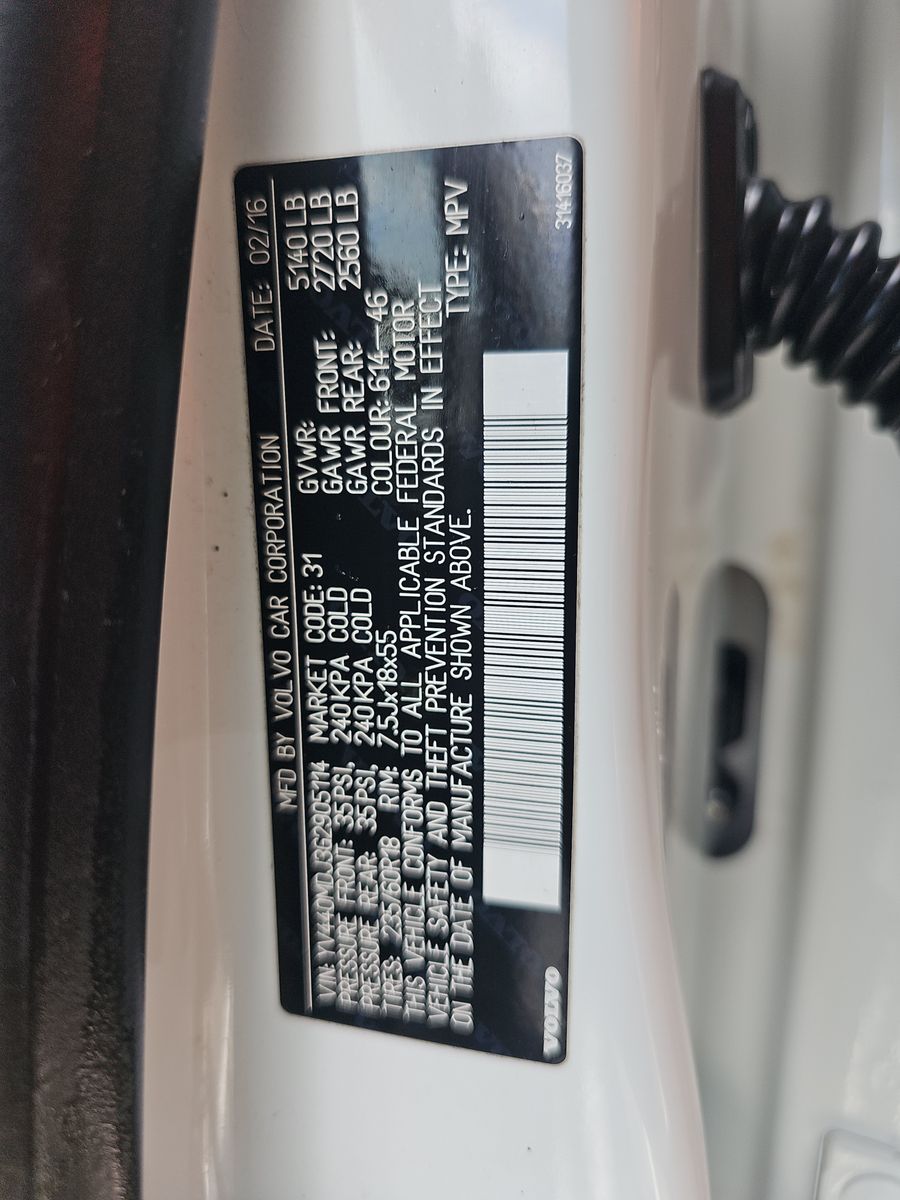 MFD BY VOLVO CAR CORPORATION DATE: 02/16
VIN: YV440MDJ3G2905114 MARKET CODE: 31 GVWR: 5140 LB
PRESSURE FRONT: 35PSI, 240KPA COLD GAWR FRONT: 2720 LB
PRESSURE REAR: 35PSI, 240KPA COLD GAWR REAR: 2560 LB
TIRES: 235/60R18 RIM: 7.5Jx18x55 COLOUR: 614—46
THIS VEHICLE CONFORMS TO ALL APPLICABLE FEDERAL MOTOR
VEHICLE SAFETY AND THEFT PREVENTION STANDARDS IN EFFECT
ON THE DATE OF MANUFACTURE SHOWN ABOVE. TYPE: MPV
VOLVO 31416037